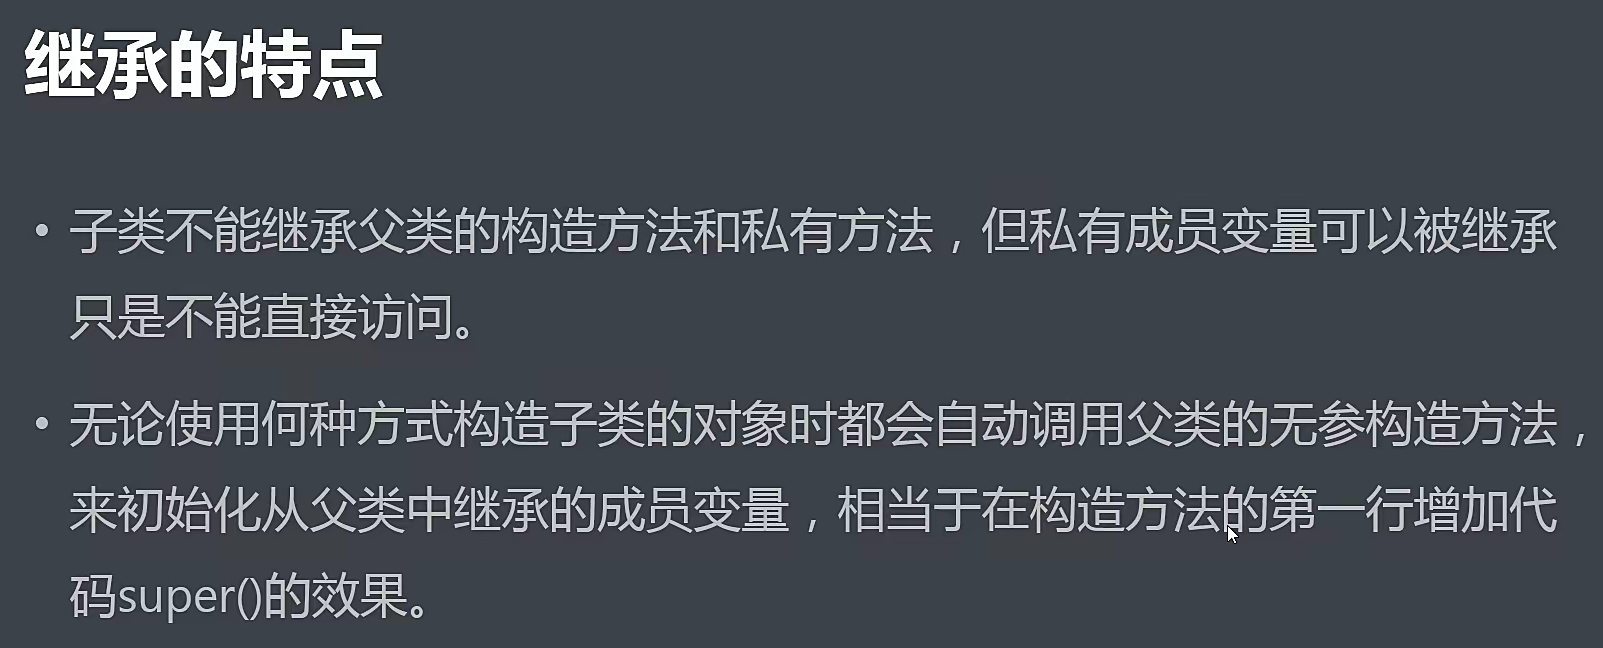 继承的特点
• 子类不能继承父类的构造方法和私有方法，但私有成员变量可以被继承
只是不能直接访问。
• 无论使用何种方式构造子类的对象时都会自动调用父类的无参构造方法，
来初始化从父类中继承的成员变量，相当于在构造方法的第一行增加代
码super()的效果。